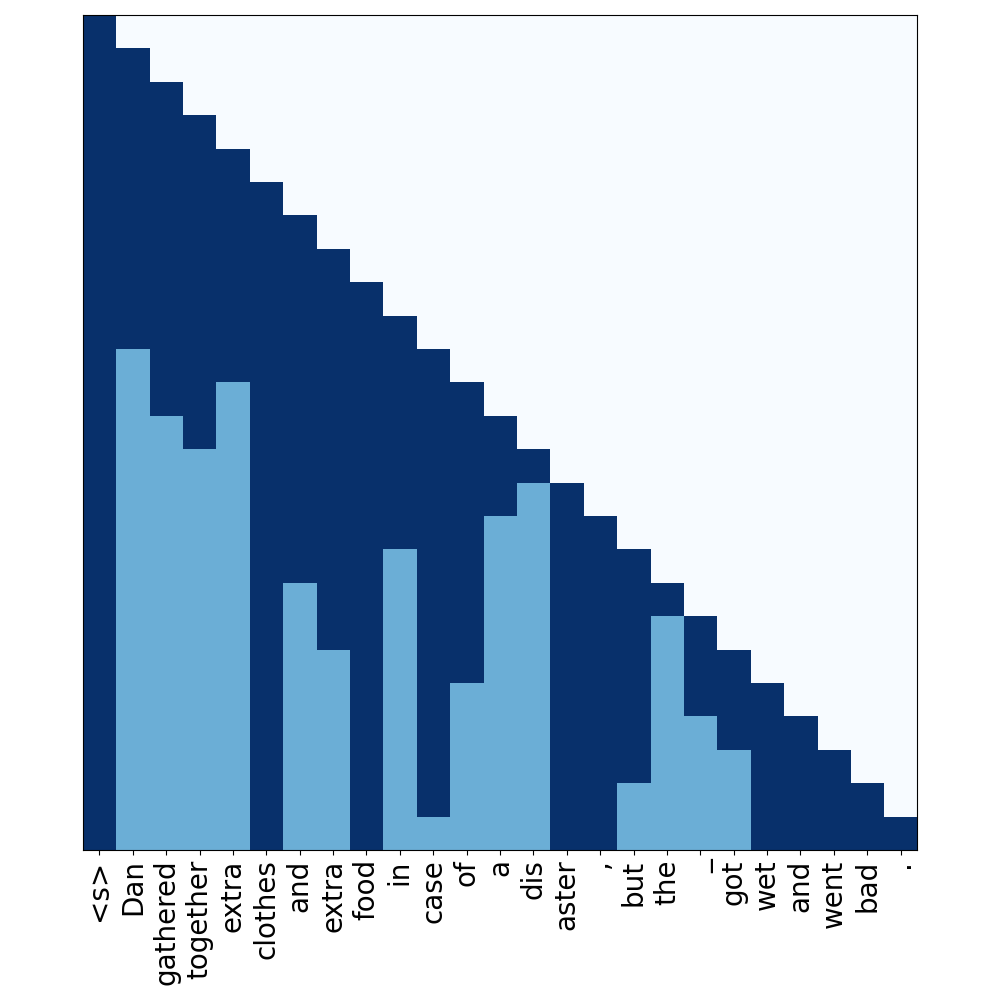 <s> Dan gathered together extra clothes and extra food in case of a dis aster , but the _ got wet and went bad .